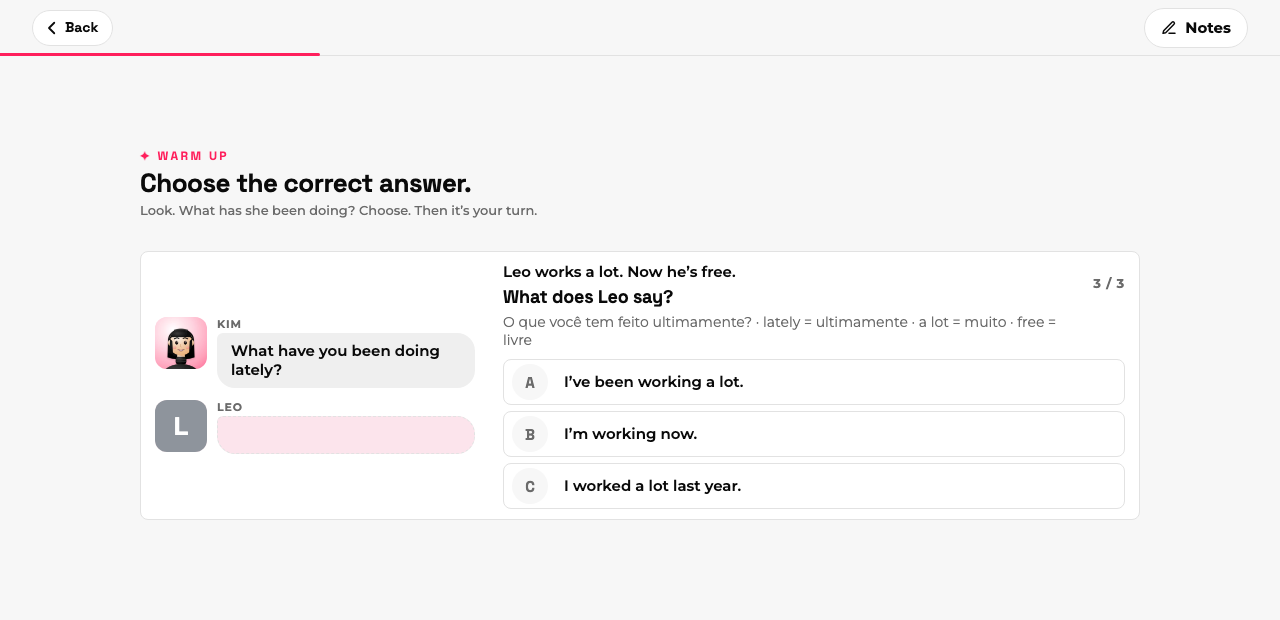 Back
Notes
WARM UP
Choose the correct answer.
Look. What has she been doing? Choose. Then it’s your turn.
KIM
What have you been doing
lately?
LEO
L
Leo works a lot. Now he’s free.
What does Leo say?
3 / 3
O que você tem feito ultimamente? · lately = ultimamente · a lot = muito · free =
livre
A I’ve been working a lot.
B I’m working now.
C I worked a lot last year.